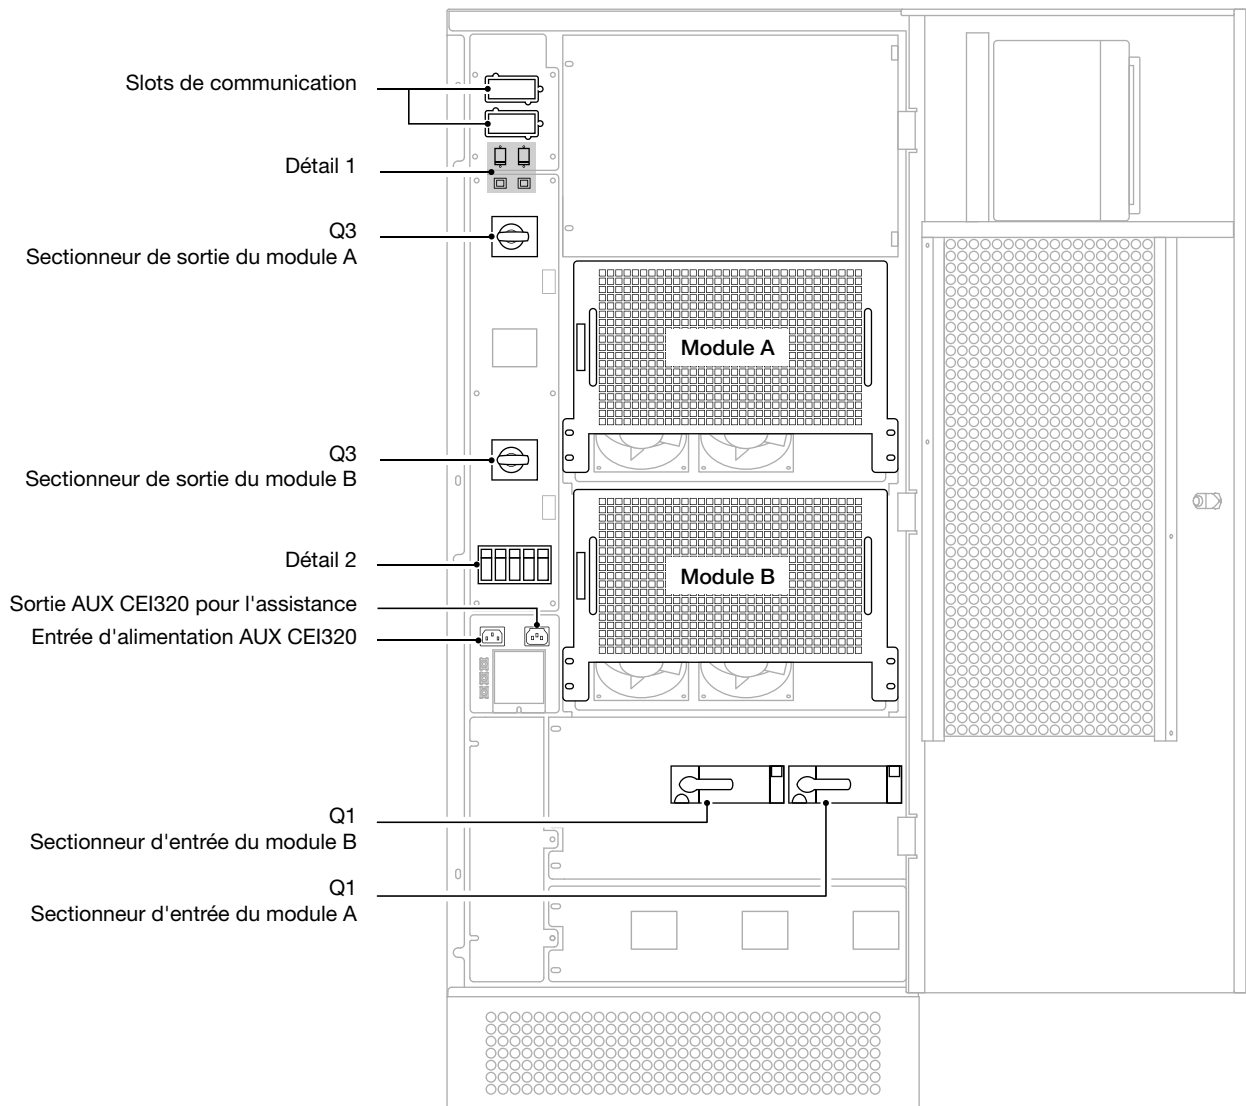 Slots de communication
Détail 1
Q3
Sectionneur de sortie du module A
Module A
Q3
Sectionneur de sortie du module B
Détail 2
Module B
Sortie AUX CEI320 pour l'assistance
Entrée d'alimentation AUX CEI320
Q1
Sectionneur d'entrée du module B
Q1
Sectionneur d'entrée du module A